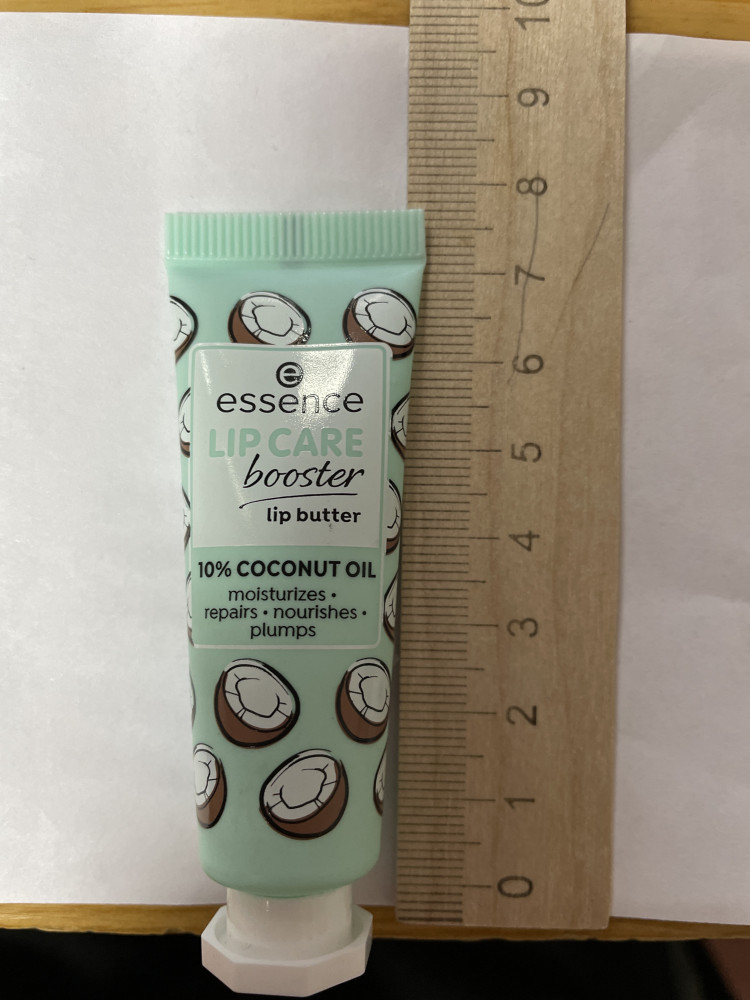 e
essence
LIP CARE
booster
lip butter
10% COCONUT OIL
moisturizes •
repairs • nourishes •
plumps
10
9
8
7
6
5
4
3
2
1
0